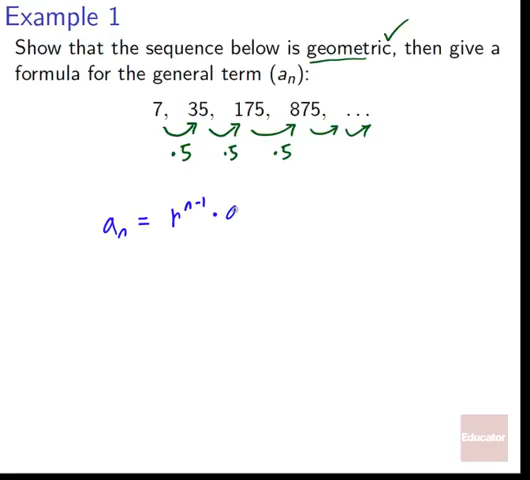 Example 1
Show that the sequence below is geometric, then give a
formula for the general term (aₙ):
7, 35, 175, 875, ...
·5 ·5 ·5
aₙ = rⁿ⁻¹ · a
Educator